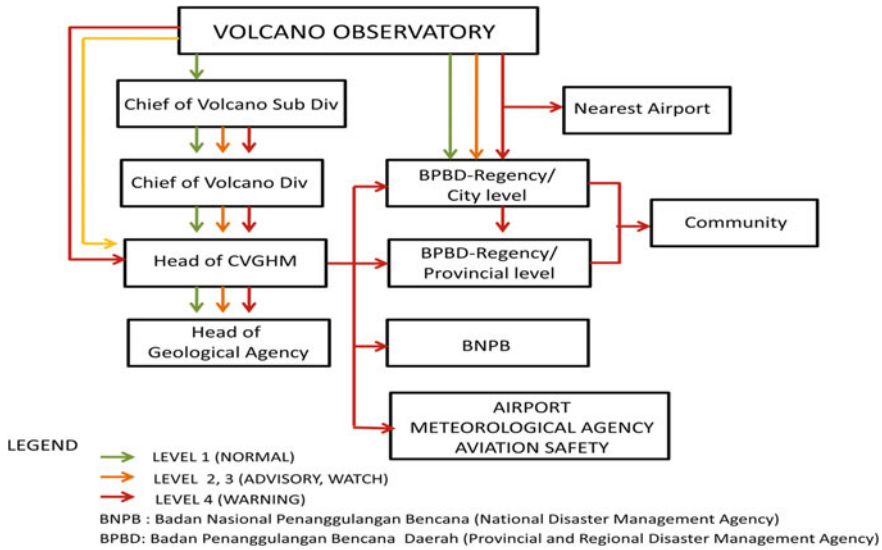 VOLCANO OBSERVATORY
Chief of Volcano Sub Div
Nearest Airport
Chief of Volcano Div
BPBD-Regency/
City level
Community
Head of CVGHM
BPBD-Regency/
Provincial level
Head of
Geological Agency
BNPB
AIRPORT
METEOROLOGICAL AGENCY
AVIATION SAFETY
LEGEND
LEVEL 1 (NORMAL)
LEVEL 2, 3 (ADVISORY, WATCH)
LEVEL 4 (WARNING)
BNPB : Badan Nasional Penanggulangan Bencana (National Disaster Management Agency)
BPBD: Badan Penanggulangan Bencana Daerah (Provincial and Regional Disaster Management Agency)